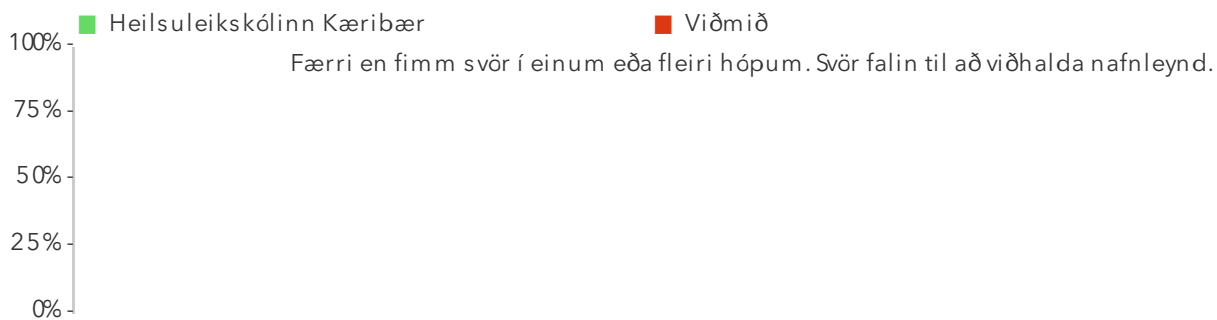 Heilsuleikskólinn Kæribær Viðmið
100%
Færri en fimm svör í einum eða fleiri hópum. Svör falin til að viðhalda nafnleynd.
75%
50%
25%
0%